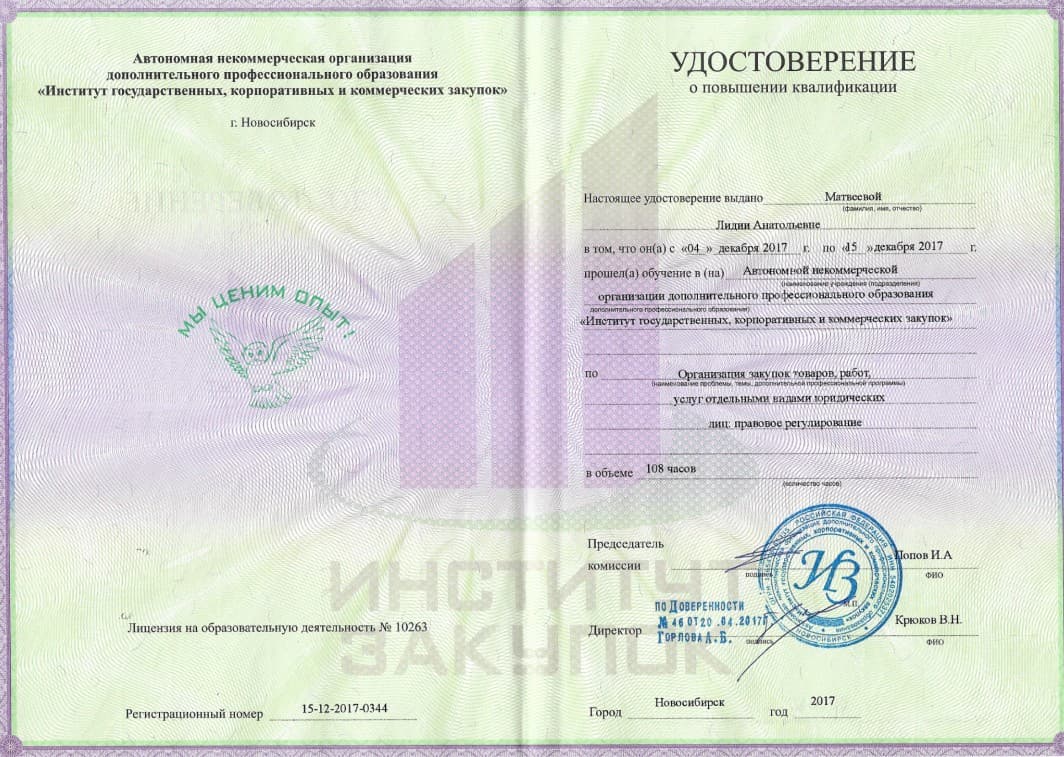 Автономная некоммерческая организация
дополнительного профессионального образования
«Институт государственных, корпоративных и коммерческих закупок»
г. Новосибирск
МЫ ЦЕНИМ ОПЫТ!
Лицензия на образовательную деятельность № 10263
Регистрационный номер 15-12-2017-0344
УДОСТОВЕРЕНИЕ
о повышении квалификации
Настоящее удостоверение выдано Матвеевой
(фамилия, имя, отчество)
Лидии Анатольевне
в том, что он(а) с «04 » декабря 2017 г. по «15 »декабря 2017 г.
прошел(а) обучение в (на) Автономной некоммерческой
(наименование учреждения (подразделения)
организации дополнительного профессионального образования
дополнительного профессионального образования)
«Институт государственных, корпоративных и коммерческих закупок»
по Организация закупок товаров, работ,
(наименование проблемы, темы, дополнительной профессиональной программы)
услуг отдельными видами юридических
лиц: правовое регулирование
в объеме 108 часов
(количество часов)
Председатель
комиссии Попов И.А
подпись ФИО
М.П.
по Доверенности
№ 46 от 20 .04.2017г
Горлова А.Б.
Директор Крюков В.Н.
подпись ФИО
РОССИЙСКАЯ ФЕДЕРАЦИЯ
НОВОСИБИРСК
ИЗ
ИНСТИТУТ
ЗАКУПОК
Город Новосибирск год 2017